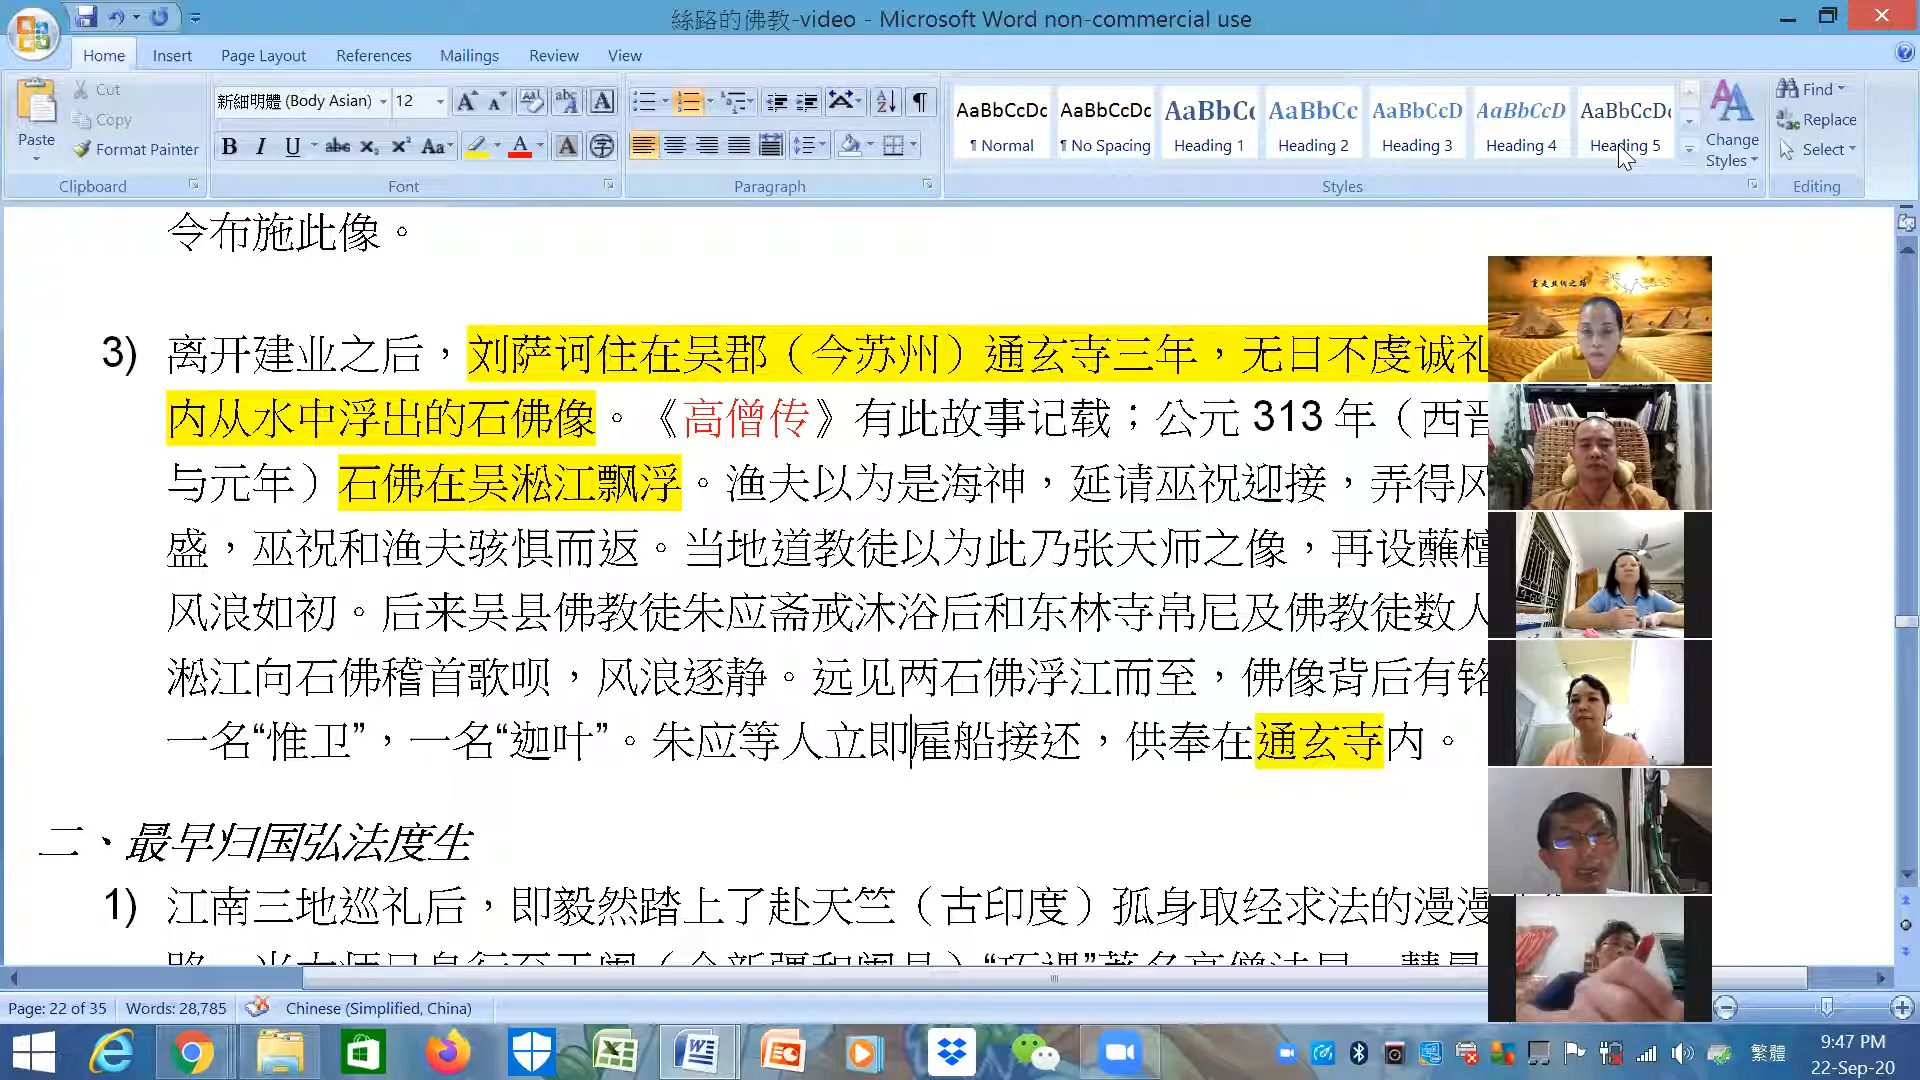 絲路的佛教-video - Microsoft Word non-commercial use
Home Insert Page Layout References Mailings Review View
Paste Cut Copy Format Painter Clipboard
新細明體 (Body Asian) 12 Font
Paragraph
AaBbCcDc AaBbCcDc AaBbCc AaBbCc AaBbCcD AaBbCcD AaBbCcDc
¶ Normal ¶ No Spacing Heading 1 Heading 2 Heading 3 Heading 4 Heading 5
Styles
Change Styles
Find Replace Select Editing
令布施此像。
3) 离开建业之后，刘萨诃住在吴郡（今苏州）通玄寺三年，无日不虔诚礼
内从水中浮出的石佛像。《高僧传》有此故事记载；公元 313 年（西晋
与元年）石佛在吴淞江飘浮。渔夫以为是海神，延请巫祝迎接，弄得风
盛，巫祝和渔夫骇惧而返。当地道教徒以为此乃张天师之像，再设蘸檀
风浪如初。后来吴县佛教徒朱应斋戒沐浴后和东林寺帛尼及佛教徒数人
淞江向石佛稽首歌呗，风浪逐静。远见两石佛浮江而至，佛像背后有铭
一名“惟卫”，一名“迦叶”。朱应等人立即雇船接还，供奉在通玄寺内。
二、最早归国弘法度生
1) 江南三地巡礼后，即毅然踏上了赴天竺（古印度）孤身取经求法的漫漫
重走丝绸之路
Page: 22 of 35 Words: 28,785 Chinese (Simplified, China)
繁體
9:47 PM
22-Sep-20